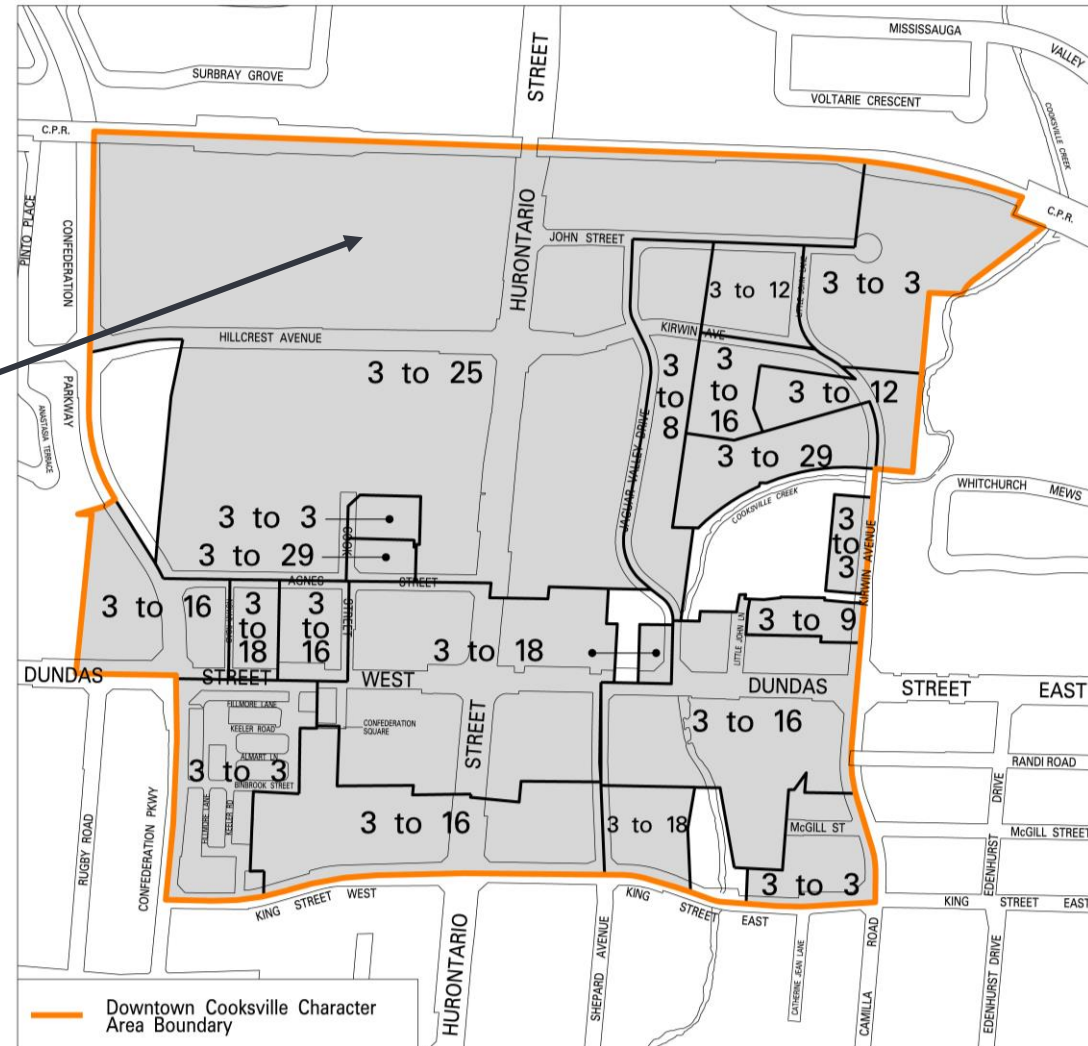 MISSISSAUGA
VALLEY
SURBRAY GROVE
STREET
VOLTARIE CRESCENT
COOKSVILLE CREEK
C.P.R.
C.P.R.
PINTO PLACE
CONFEDERATION
HURONTARIO
JOHN STREET
3 to 12
3 to 3
KIRWIN AVE
HILLCREST AVENUE
3 to 25
3
to
8
3
to
16
3 to 12
PARKWAY
ANASTASIA TERRACE
JAGUAR VALLEY DRIVE
3 to 29
WHITCHURCH MEWS
COOKSVILLE CREEK
3 to 3
3 to 29
COOK
STREET
3
to
3
KIRWIN AVENUE
AGNES STREET
3 to 16
3
to
18
3
to
16
3 to 18
3 to 9
LITTLE JOHN LN
DUNDAS STREET WEST
DUNDAS STREET EAST
FILLMORE LANE
KEELER ROAD
CONFEDERATION
SQUARE
STREET
3 to 16
ALMART LN
3 to 3
BINBROOK STREET
RANDI ROAD
FILLMORE LANE
KEELER RD
DRIVE
3 to 16
3 to 18
McGILL ST
McGILL STREET
RUGBY ROAD
CONFEDERATION PKWY
EDENHURST
3 to 3
KING STREET WEST
KING STREET EAST
KING STREET EAST
HURONTARIO
SHEPARD AVENUE
CATHERINE JEAN LANE
CAMILLA ROAD
EDENHURST DRIVE
Downtown Cooksville Character
Area Boundary